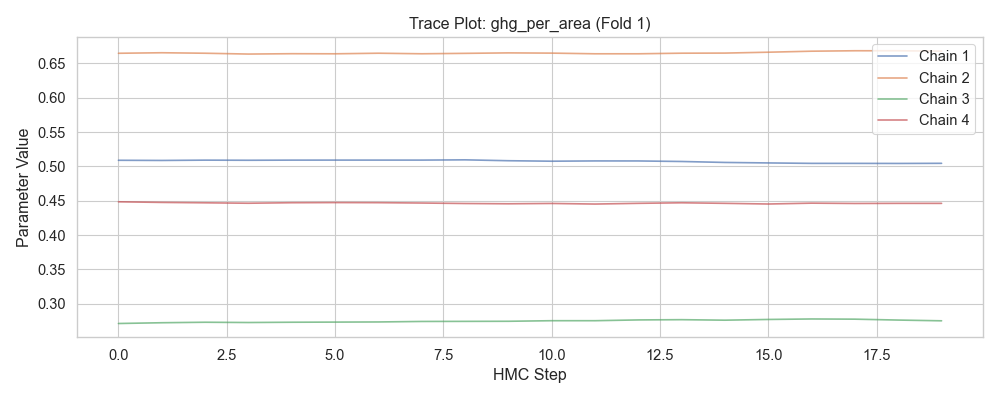 Trace Plot: ghg_per_area (Fold 1)
Parameter Value
0.65
0.60
0.55
0.50
0.45
0.40
0.35
0.30
Chain 1
Chain 2
Chain 3
Chain 4
0.0 2.5 5.0 7.5 10.0 12.5 15.0 17.5
HMC Step